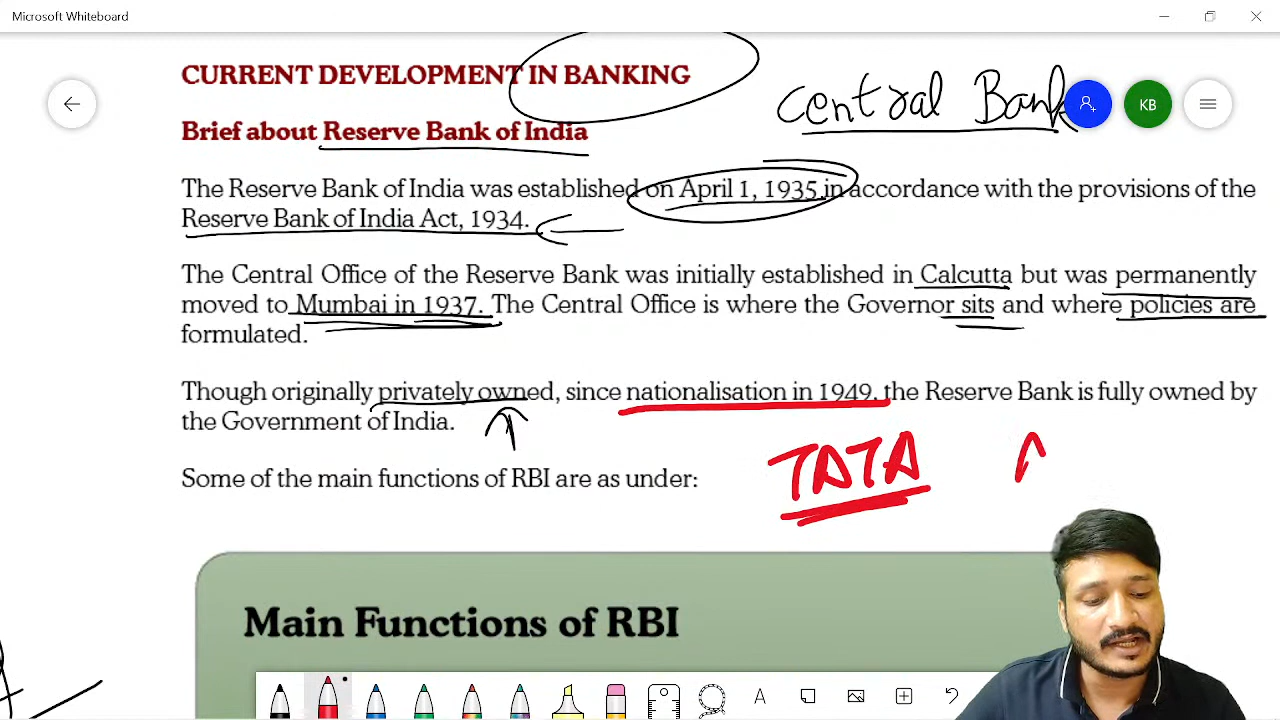 Microsoft Whiteboard
CURRENT DEVELOPMENT IN BANKING
Central Bank
KB
Brief about Reserve Bank of India
The Reserve Bank of India was established on April 1, 1935 in accordance with the provisions of the
Reserve Bank of India Act, 1934.
The Central Office of the Reserve Bank was initially established in Calcutta but was permanently
moved to Mumbai in 1937. The Central Office is where the Governor sits and where policies are
formulated.
Though originally privately owned, since nationalisation in 1949, the Reserve Bank is fully owned by
the Government of India.
TATA
Some of the main functions of RBI are as under:
Main Functions of RBI